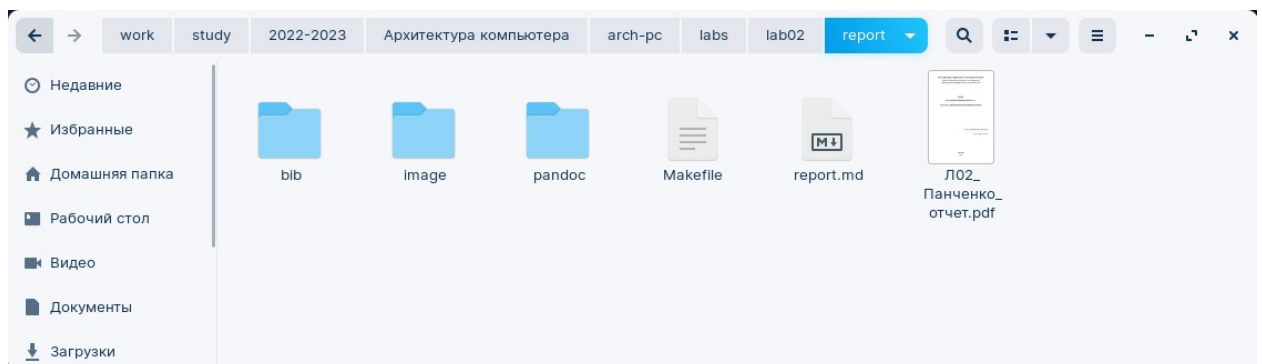 work study 2022-2023 Архитектура компьютера arch-pc labs lab02 report
Недавние
Избранные
Домашняя папка
Рабочий стол
Видео
Документы
Загрузки
bib image pandoc Makefile report.md Л02_
Панченко_
отчет.pdf
M